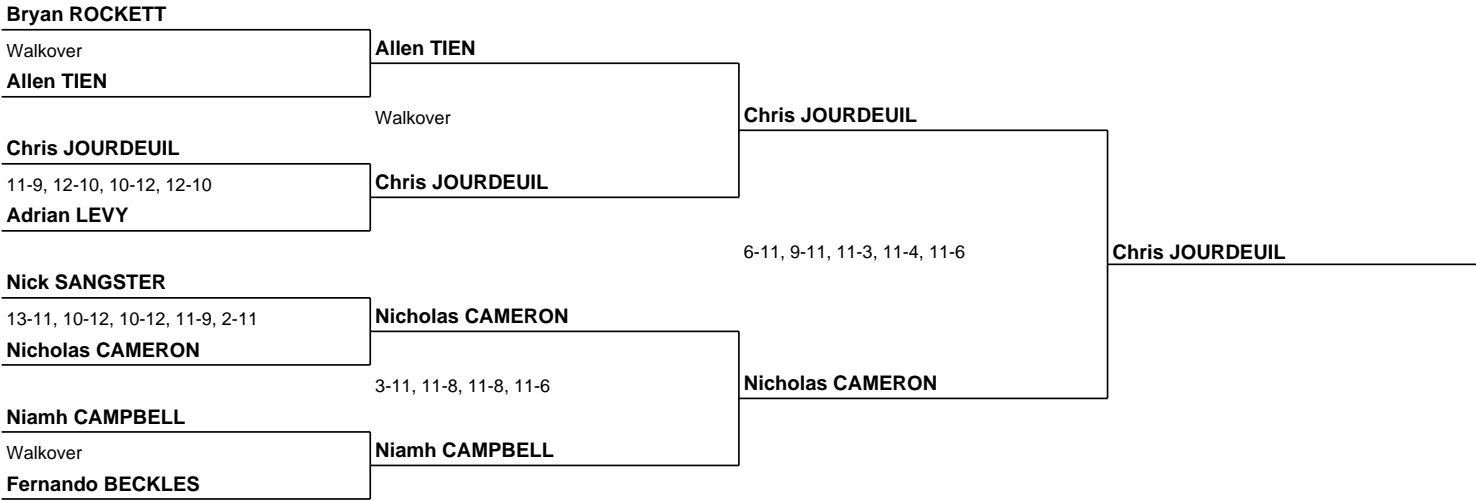 Bryan ROCKETT
Walkover
Allen TIEN
Allen TIEN
Walkover
Chris JOURDEUIL
Chris JOURDEUIL
11-9, 12-10, 10-12, 12-10
Chris JOURDEUIL
Adrian LEVY
6-11, 9-11, 11-3, 11-4, 11-6
Chris JOURDEUIL
Nick SANGSTER
13-11, 10-12, 10-12, 11-9, 2-11
Nicholas CAMERON
Nicholas CAMERON
3-11, 11-8, 11-8, 11-6
Nicholas CAMERON
Niamh CAMPBELL
Walkover
Niamh CAMPBELL
Fernando BECKLES